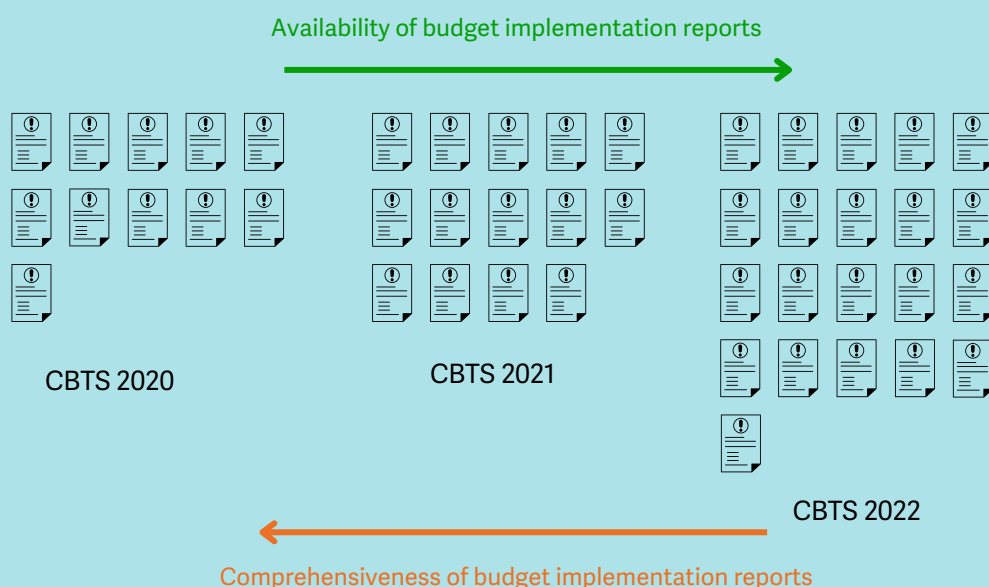 Availability of budget implementation reports
CBTS 2020
CBTS 2021
CBTS 2022
Comprehensiveness of budget implementation reports